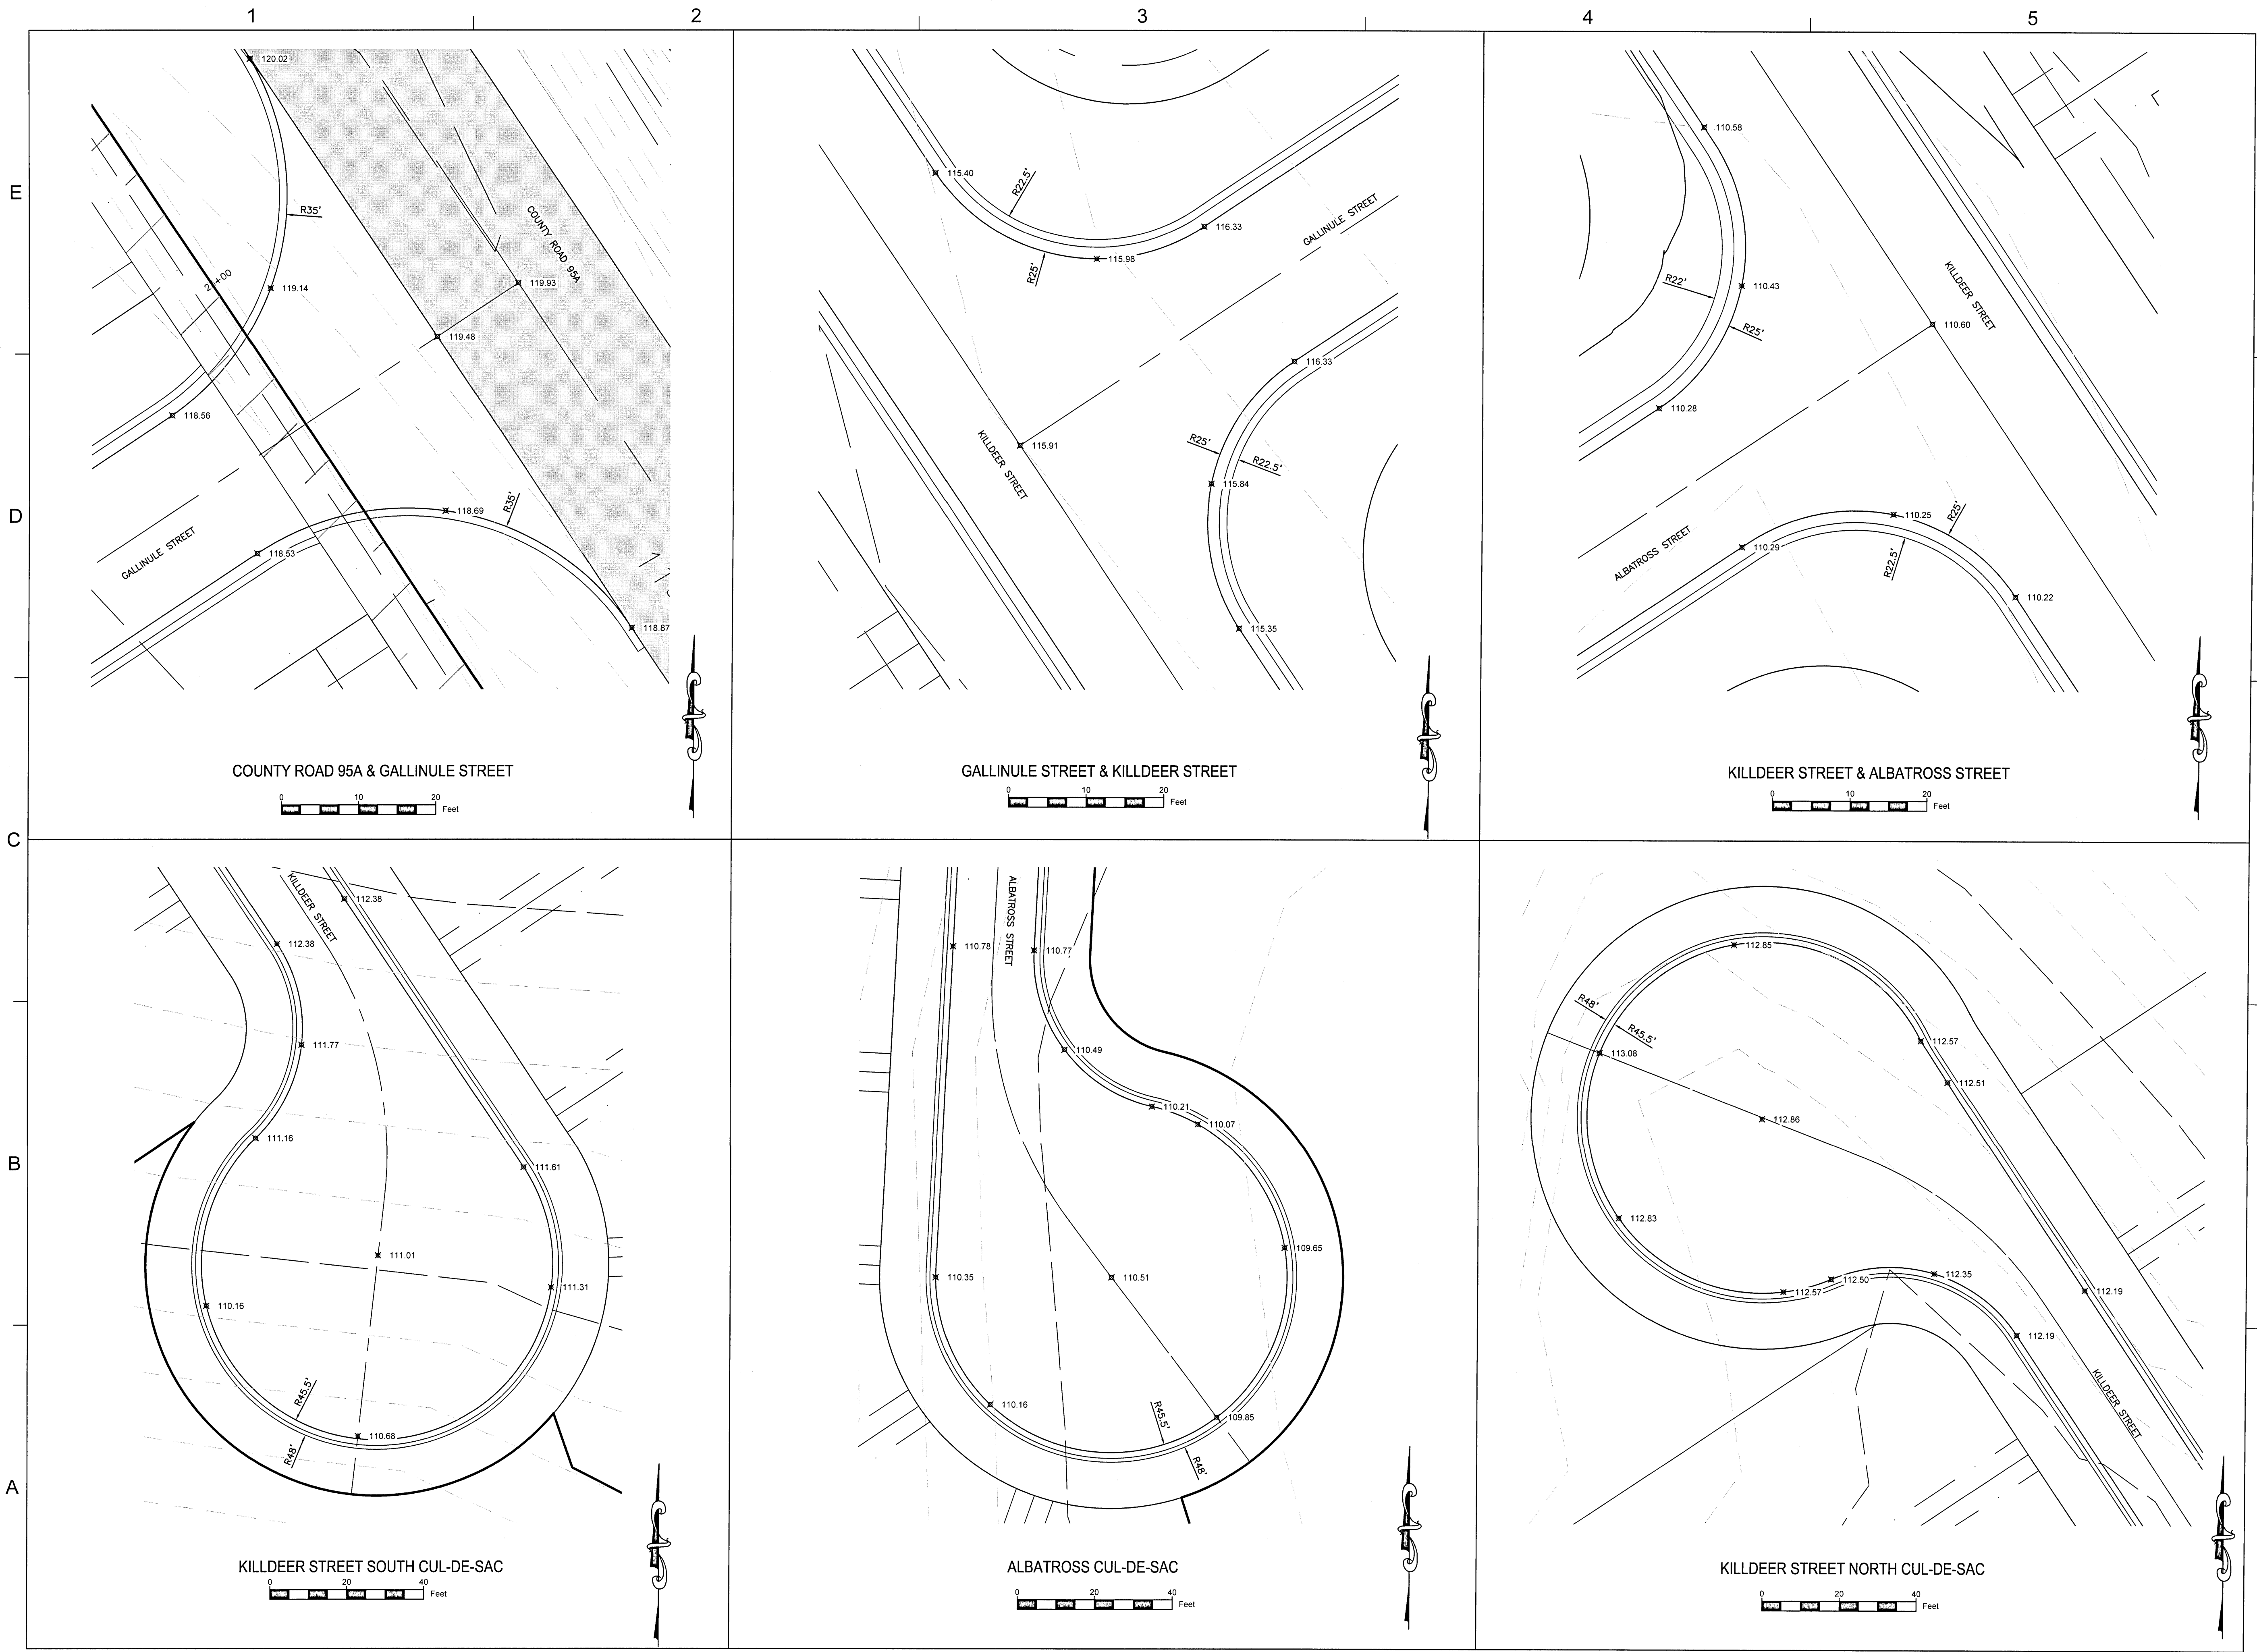 1
2
3
4
5
E
D
C
B
A
120.02
R35'
COUNTY ROAD 95A
119.14
119.93
119.48
118.56
118.69
R35'
118.53
GALLINULE STREET
118.87
COUNTY ROAD 95A & GALLINULE STREET
0 10 20
Feet
115.40
R22.5'
116.33
GALLINULE STREET
115.98
R25'
116.33
115.91
R25'
R22.5'
KILLDEER STREET
115.84
115.35
GALLINULE STREET & KILLDEER STREET
0 10 20
Feet
110.58
R22'
110.43
KILLDEER STREET
R25'
110.60
110.28
110.25
R25'
110.29
ALBATROSS STREET
R22.5'
110.22
KILLDEER STREET & ALBATROSS STREET
0 10 20
Feet
KILLDEER STREET
112.38
112.38
111.77
111.16
111.61
111.01
111.31
110.16
R45.5'
110.68
R48'
KILLDEER STREET SOUTH CUL-DE-SAC
0 20 40
Feet
ALBATROSS STREET
110.78
110.77
110.49
110.21
110.07
109.65
110.35
110.51
110.16
R45.5'
109.85
R48'
ALBATROSS CUL-DE-SAC
0 20 40
Feet
112.85
R48'
R45.5'
112.57
113.08
112.51
112.86
112.83
112.35
112.50
112.57
112.19
112.19
KILLDEER STREET
KILLDEER STREET NORTH CUL-DE-SAC
0 20 40
Feet